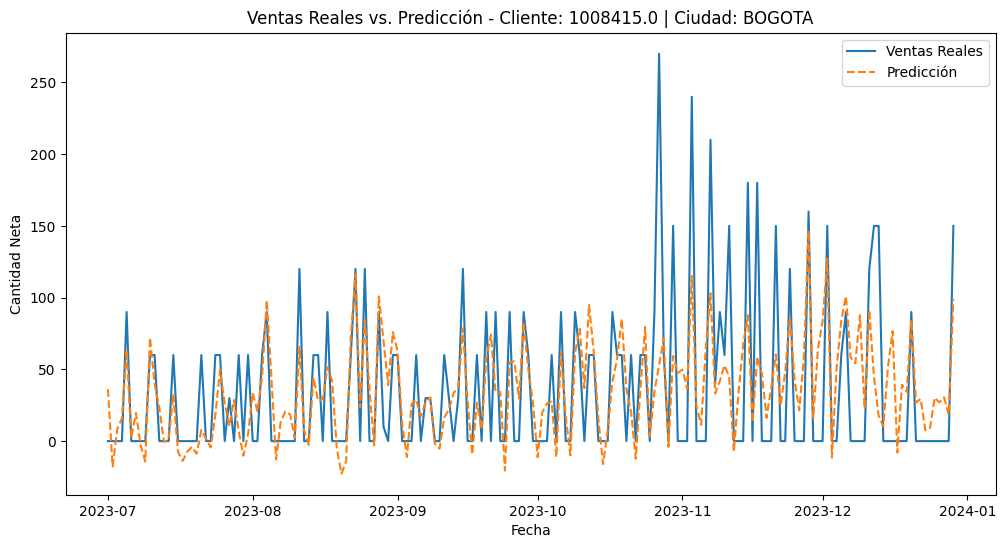 Ventas Reales vs. Predicción - Cliente: 1008415.0 | Ciudad: BOGOTA
Ventas Reales
Predicción
Cantidad Neta
250
200
150
100
50
0
2023-07
2023-08
2023-09
2023-10
2023-11
2023-12
2024-01
Fecha